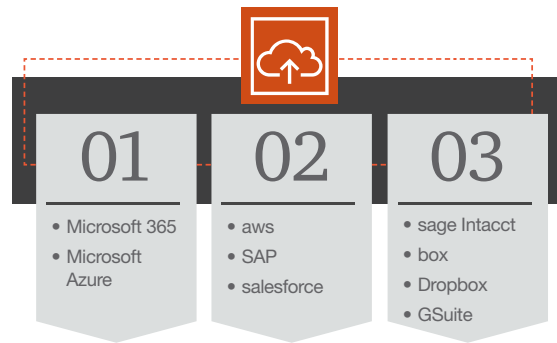 01
• Microsoft 365
• Microsoft
Azure
02
• aws
• SAP
• salesforce
03
• sage Intacct
• box
• Dropbox
• GSuite